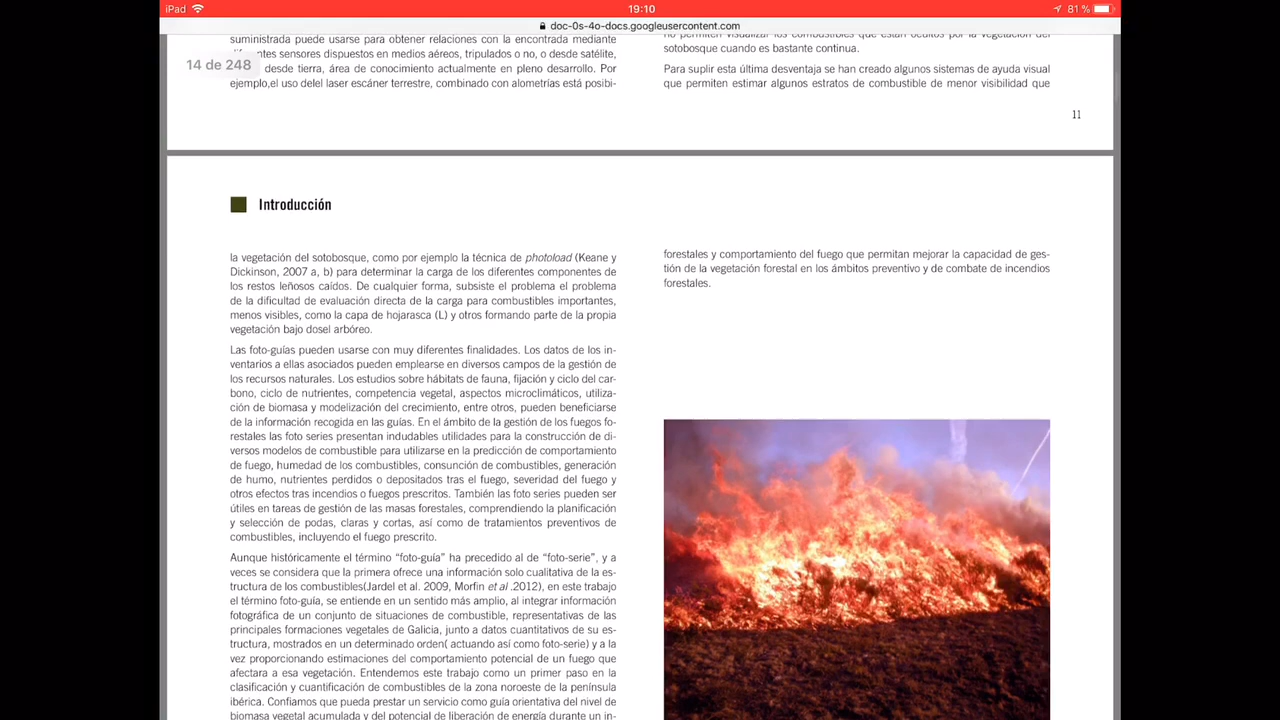 iPad
19:10
81 %
doc-0s-4o-docs.googleusercontent.com
14 de 248
suministrada puede usarse para obtener relaciones con la encontrada mediante
diferentes sensores dispuestos en medios aéreos, tripulados o no, o desde satélite,
desde tierra, área de conocimiento actualmente en pleno desarrollo. Por
ejemplo,el uso delel laser escáner terrestre, combinado con alometrías está posibi-
no permiten visualizar los combustibles que están ocultos por la vegetación del
sotobosque cuando es bastante continua.
Para suplir esta última desventaja se han creado algunos sistemas de ayuda visual
que permiten estimar algunos estratos de combustible de menor visibilidad que
11
Introducción
la vegetación del sotobosque, como por ejemplo la técnica de photoload (Keane y
Dickinson, 2007 a, b) para determinar la carga de los diferentes componentes de
los restos leñosos caídos. De cualquier forma, subsiste el problema el problema
de la dificultad de evaluación directa de la carga para combustibles importantes,
menos visibles, como la capa de hojarasca (L) y otros formando parte de la propia
vegetación bajo dosel arbóreo.
Las foto-guías pueden usarse con muy diferentes finalidades. Los datos de los in-
ventarios a ellas asociados pueden emplearse en diversos campos de la gestión de
los recursos naturales. Los estudios sobre hábitats de fauna, fijación y ciclo del car-
bono, ciclo de nutrientes, competencia vegetal, aspectos microclimáticos, utiliza-
ción de biomasa y modelización del crecimiento, entre otros, pueden beneficiarse
de la información recogida en las guías. En el ámbito de la gestión de los fuegos fo-
restales las foto series presentan indudables utilidades para la construcción de di-
versos modelos de combustible para utilizarse en la predicción de comportamiento
de fuego, humedad de los combustibles, consunción de combustibles, generación
de humo, nutrientes perdidos o depositados tras el fuego, severidad del fuego y
otros efectos tras incendios o fuegos prescritos. También las foto series pueden ser
útiles en tareas de gestión de las masas forestales, comprendiendo la planificación
y selección de podas, claras y cortas, así como de tratamientos preventivos de
combustibles, incluyendo el fuego prescrito.
Aunque históricamente el término “foto-guía” ha precedido al de “foto-serie”, y a
veces se considera que la primera ofrece una información solo cualitativa de la es-
tructura de los combustibles(Jardel et al. 2009, Morfin et al .2012), en este trabajo
el término foto-guía, se entiende en un sentido más amplio, al integrar información
fotográfica de un conjunto de situaciones de combustible, representativas de las
principales formaciones vegetales de Galicia, junto a datos cuantitativos de su es-
tructura, mostrados en un determinado orden( actuando así como foto-serie) y a la
vez proporcionando estimaciones del comportamiento potencial de un fuego que
afectara a esa vegetación. Entendemos este trabajo como un primer paso en la
clasificación y cuantificación de combustibles de la zona noroeste de la península
ibérica. Confiamos que pueda prestar un servicio como guía orientativa del nivel de
biomasa vegetal acumulada y del potencial de liberación de energía durante un in-
forestales y comportamiento del fuego que permitan mejorar la capacidad de ges-
tión de la vegetación forestal en los ámbitos preventivo y de combate de incendios
forestales.